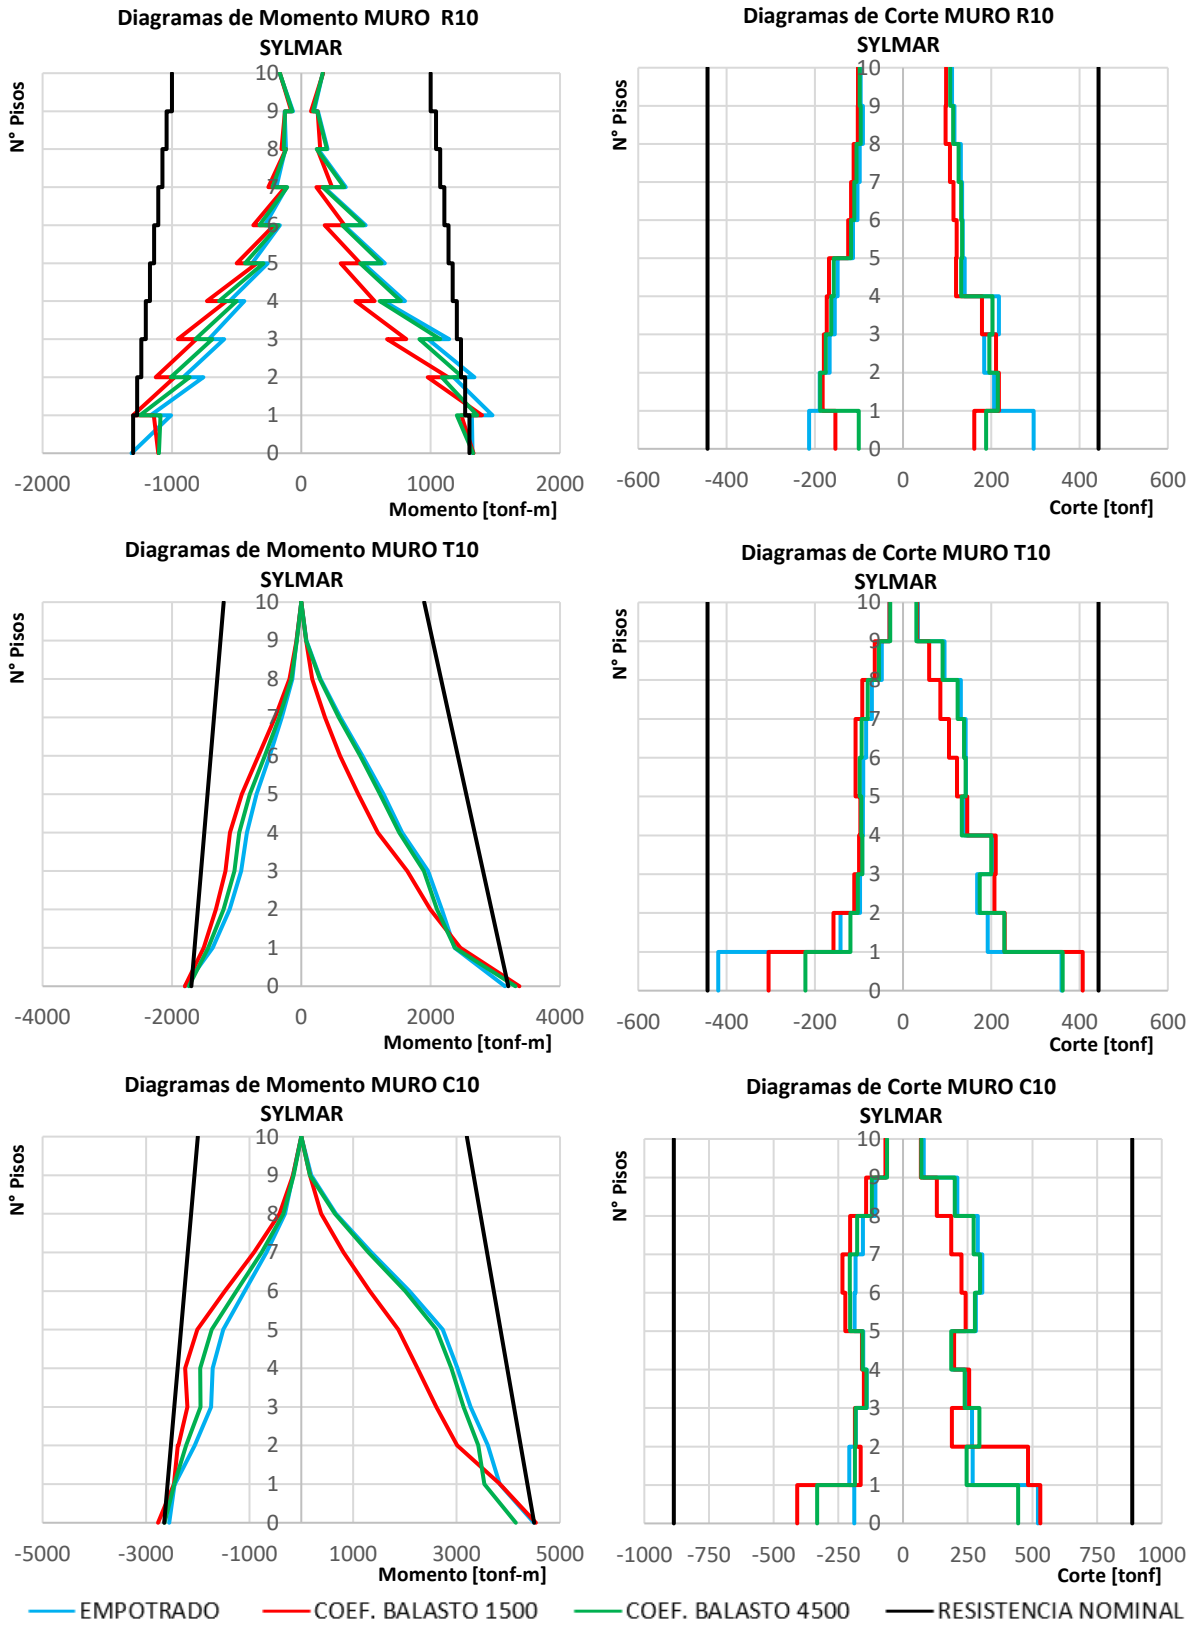 Diagramas de Momento MURO R10
SYLMAR
N° Pisos
10
9
8
7
6
5
4
3
2
1
0
-2000 -1000 0 1000 2000
Momento [tonf-m]
Diagramas de Corte MURO R10
SYLMAR
N° Pisos
10
9
8
7
6
5
4
3
2
1
0
-600 -400 -200 0 200 400 600
Corte [tonf]
Diagramas de Momento MURO T10
SYLMAR
N° Pisos
10
9
8
7
6
5
4
3
2
1
0
-4000 -2000 0 2000 4000
Momento [tonf-m]
Diagramas de Corte MURO T10
SYLMAR
N° Pisos
10
9
8
7
6
5
4
3
2
1
0
-600 -400 -200 0 200 400 600
Corte [tonf]
Diagramas de Momento MURO C10
SYLMAR
N° Pisos
10
9
8
7
6
5
4
3
2
1
0
-5000 -3000 -1000 1000 3000 5000
Momento [tonf-m]
Diagramas de Corte MURO C10
SYLMAR
N° Pisos
10
9
8
7
6
5
4
3
2
1
0
-1000 -750 -500 -250 0 250 500 750 1000
Corte [tonf]
EMPOTRADO COEF. BALASTO 1500 COEF. BALASTO 4500 RESISTENCIA NOMINAL